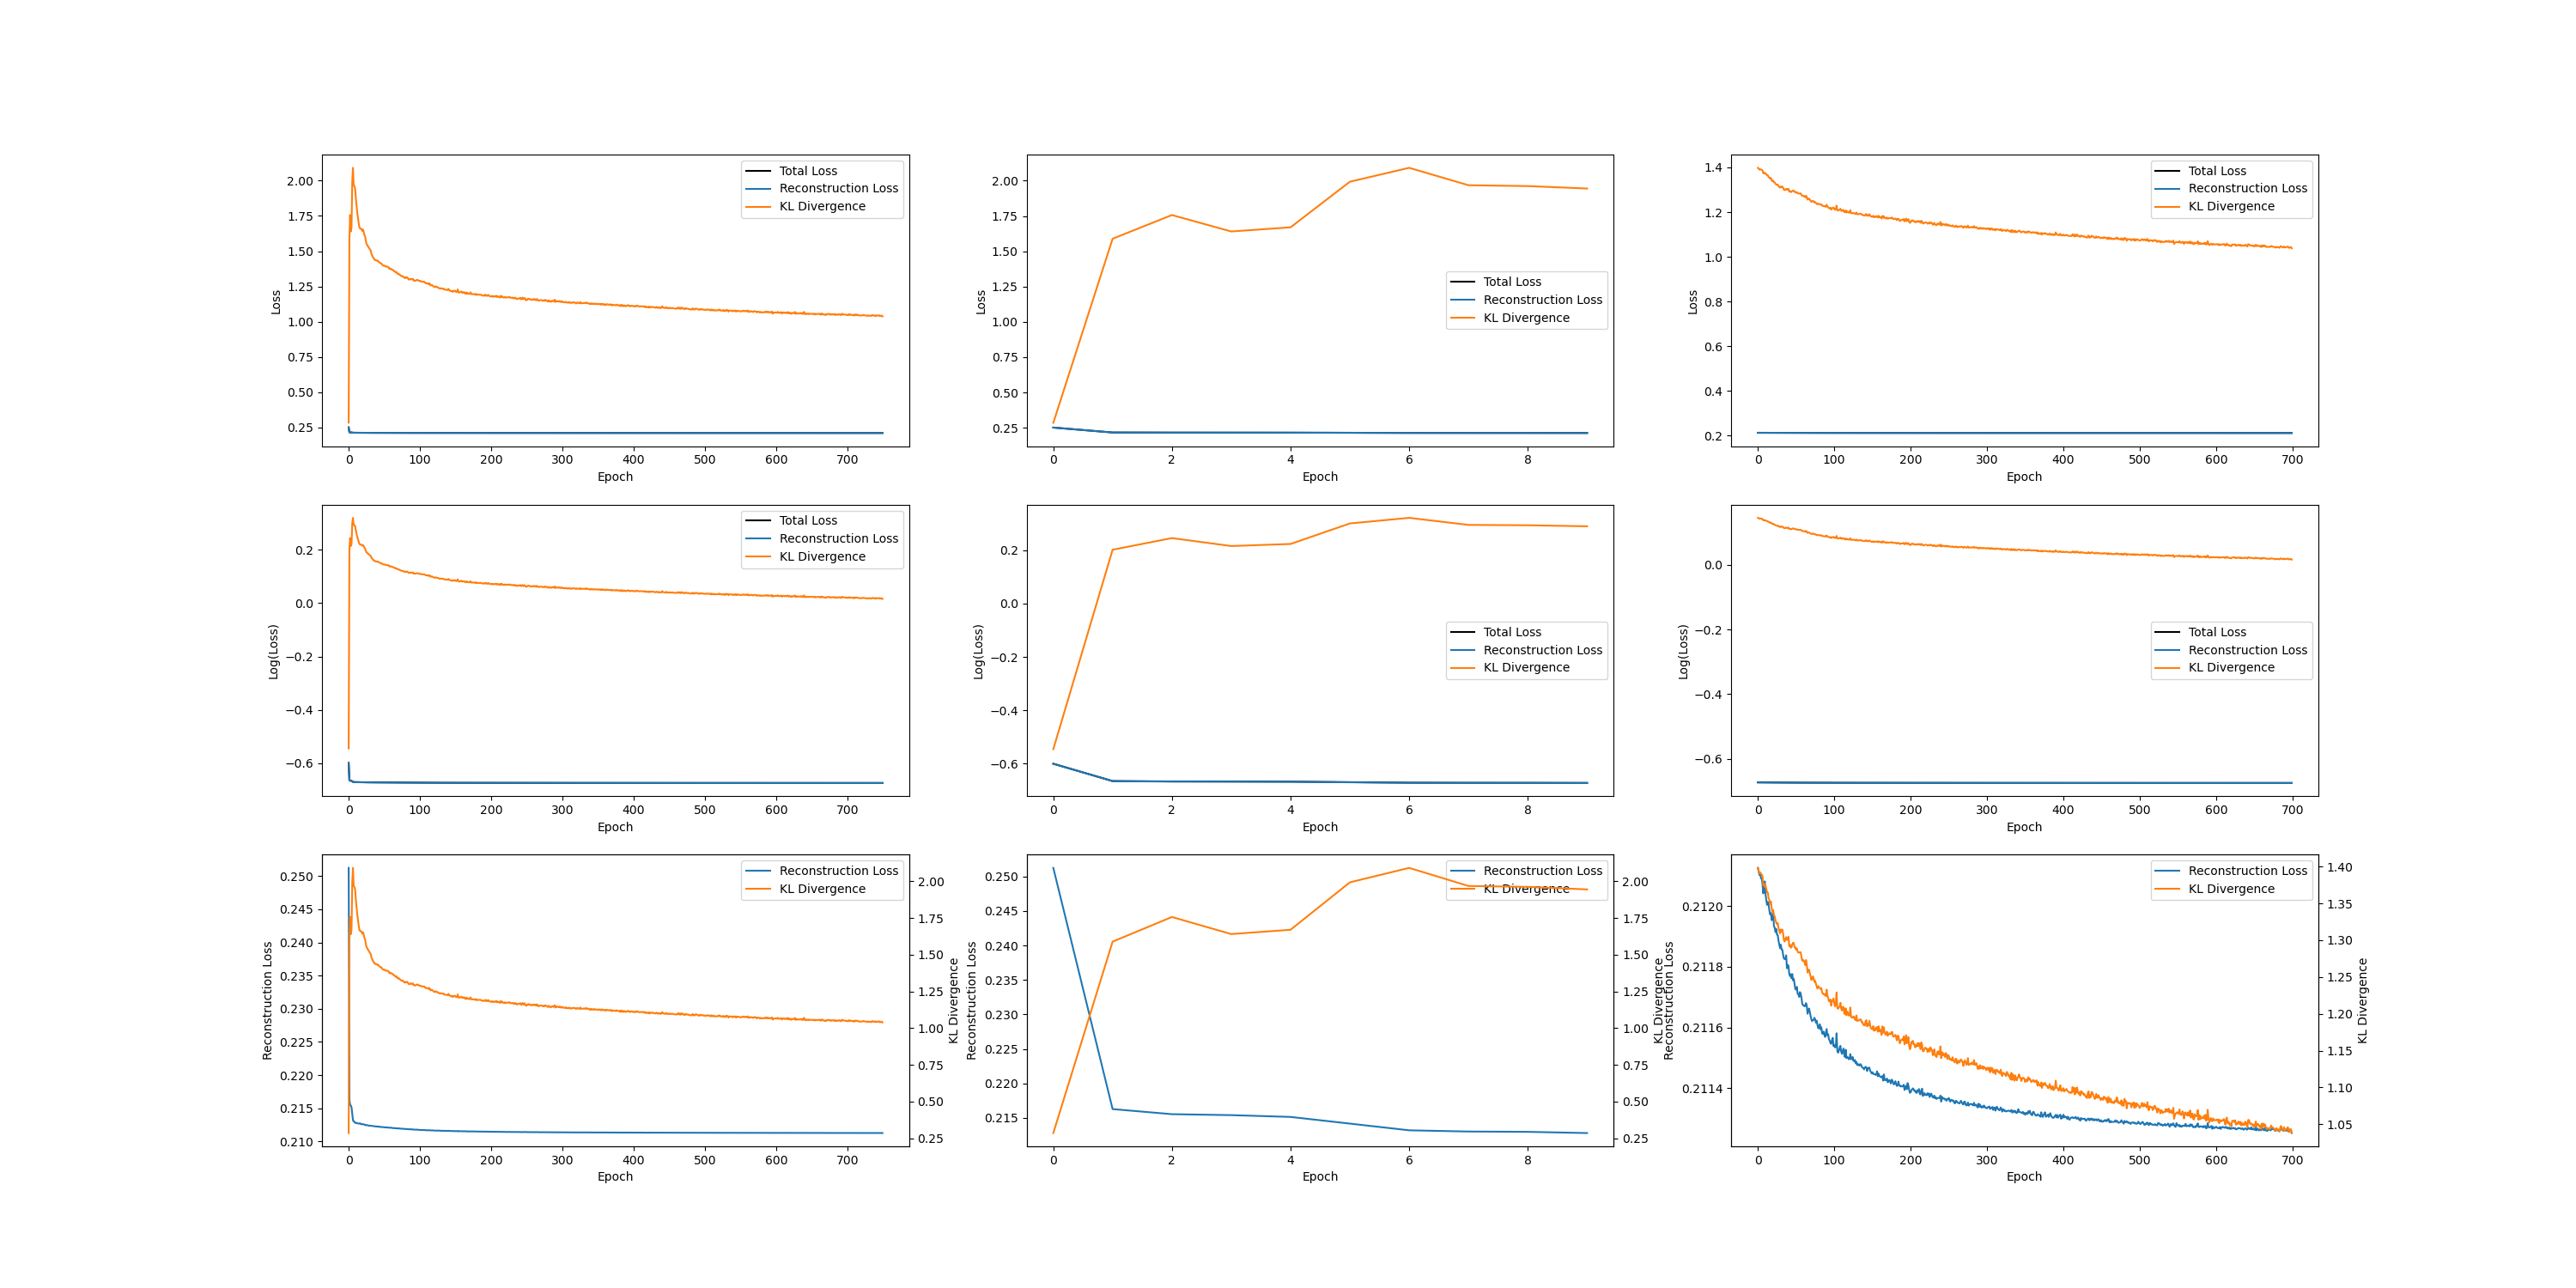 Total Loss
Reconstruction Loss
KL Divergence
2.00
1.75
1.50
1.25
1.00
0.75
0.50
0.25
Loss
0 100 200 300 400 500 600 700
Epoch
Total Loss
Reconstruction Loss
KL Divergence
2.00
1.75
1.50
1.25
1.00
0.75
0.50
0.25
Loss
0 2 4 6 8
Epoch
Total Loss
Reconstruction Loss
KL Divergence
1.4
1.2
1.0
0.8
0.6
0.4
0.2
Loss
0 100 200 300 400 500 600 700
Epoch
Total Loss
Reconstruction Loss
KL Divergence
0.2
0.0
−0.2
−0.4
−0.6
Log(Loss)
0 100 200 300 400 500 600 700
Epoch
Total Loss
Reconstruction Loss
KL Divergence
0.2
0.0
−0.2
−0.4
−0.6
Log(Loss)
0 2 4 6 8
Epoch
Total Loss
Reconstruction Loss
KL Divergence
0.0
−0.2
−0.4
−0.6
Log(Loss)
0 100 200 300 400 500 600 700
Epoch
Reconstruction Loss
KL Divergence
0.250
0.245
0.240
0.235
0.230
0.225
0.220
0.215
0.210
Reconstruction Loss
2.00
1.75
1.50
1.25
1.00
0.75
0.50
0.25
KL Divergence
0 100 200 300 400 500 600 700
Epoch
Reconstruction Loss
KL Divergence
0.250
0.245
0.240
0.235
0.230
0.225
0.220
0.215
Reconstruction Loss
2.00
1.75
1.50
1.25
1.00
0.75
0.50
0.25
KL Divergence
0 2 4 6 8
Epoch
Reconstruction Loss
KL Divergence
0.2120
0.2118
0.2116
0.2114
Reconstruction Loss
1.40
1.35
1.30
1.25
1.20
1.15
1.10
1.05
KL Divergence
0 100 200 300 400 500 600 700
Epoch